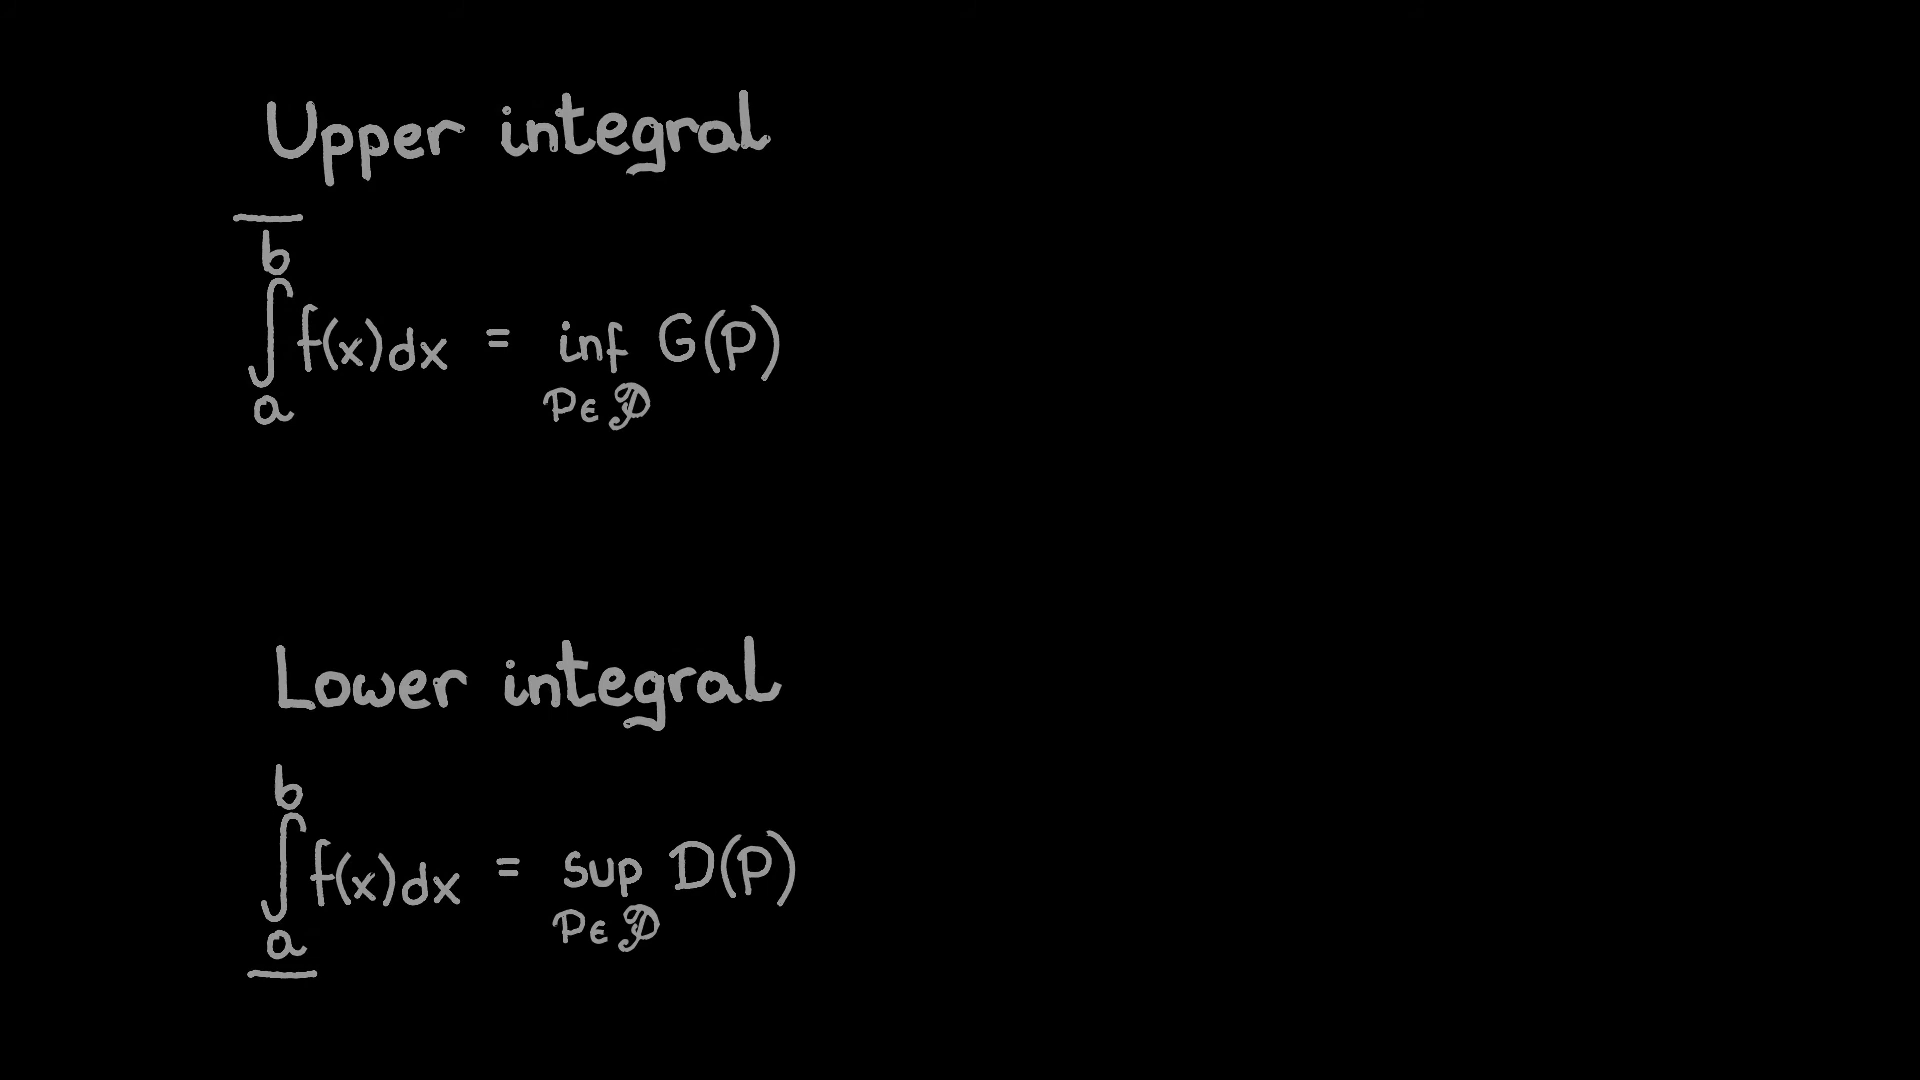 Upper integral
b
∫f(x)dx = inf G(P)
a P∈𝒫
Lower integral
b
∫f(x)dx = sup D(P)
a P∈𝒫